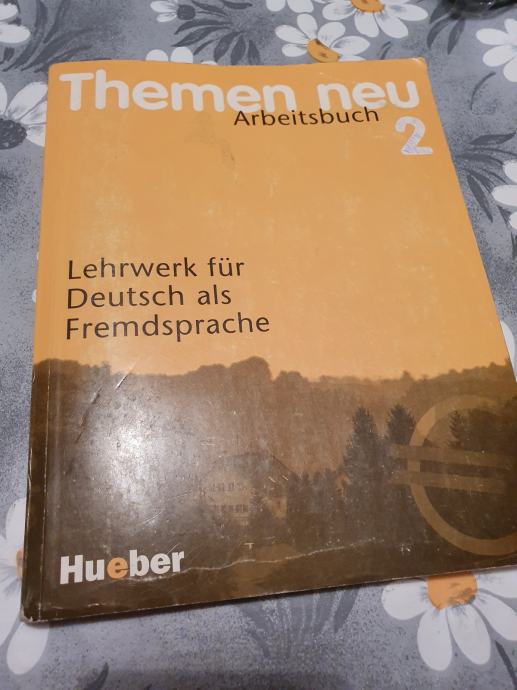 Themen neu
Arbeitsbuch
2
Lehrwerk für
Deutsch als
Fremdsprache
Hueber